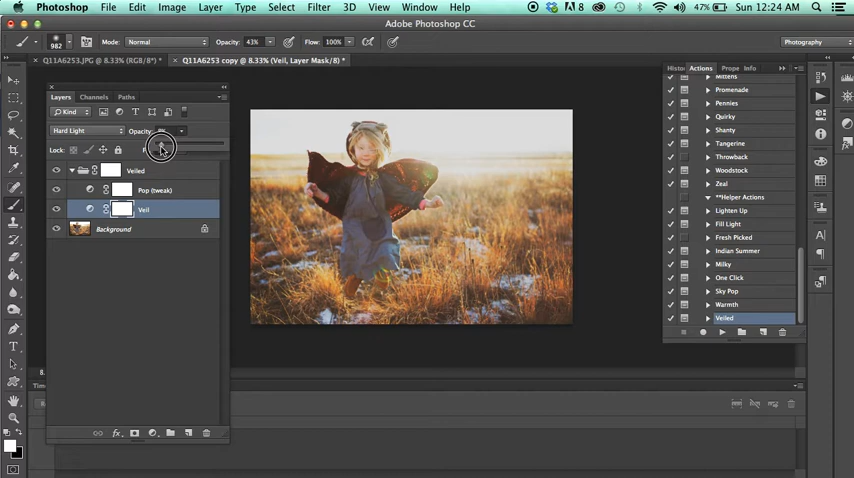 Photoshop File Edit Image Layer Type Select Filter 3D View Window Help 8 47% Sun 12:24 AM
Adobe Photoshop CC
982 Mode: Normal Opacity: 43% Flow: 100% Photography
Q11A6253.JPG @ 8.33% (RGB/8*) * Q11A6253 copy @ 8.33% (Veil, Layer Mask/8) *
Layers Channels Paths
Kind
Hard Light Opacity:
Lock:
Veiled
Pop (tweak)
Veil
Background
Histor Actions Prope Info
Mittens
Promenade
Pennies
Quirky
Shanty
Tangerine
Throwback
Woodstock
Zeal
**Helper Actions
Lighten Up
Fill Light
Fresh Picked
Indian Summer
Milky
One Click
Sky Pop
Warmth
Veiled